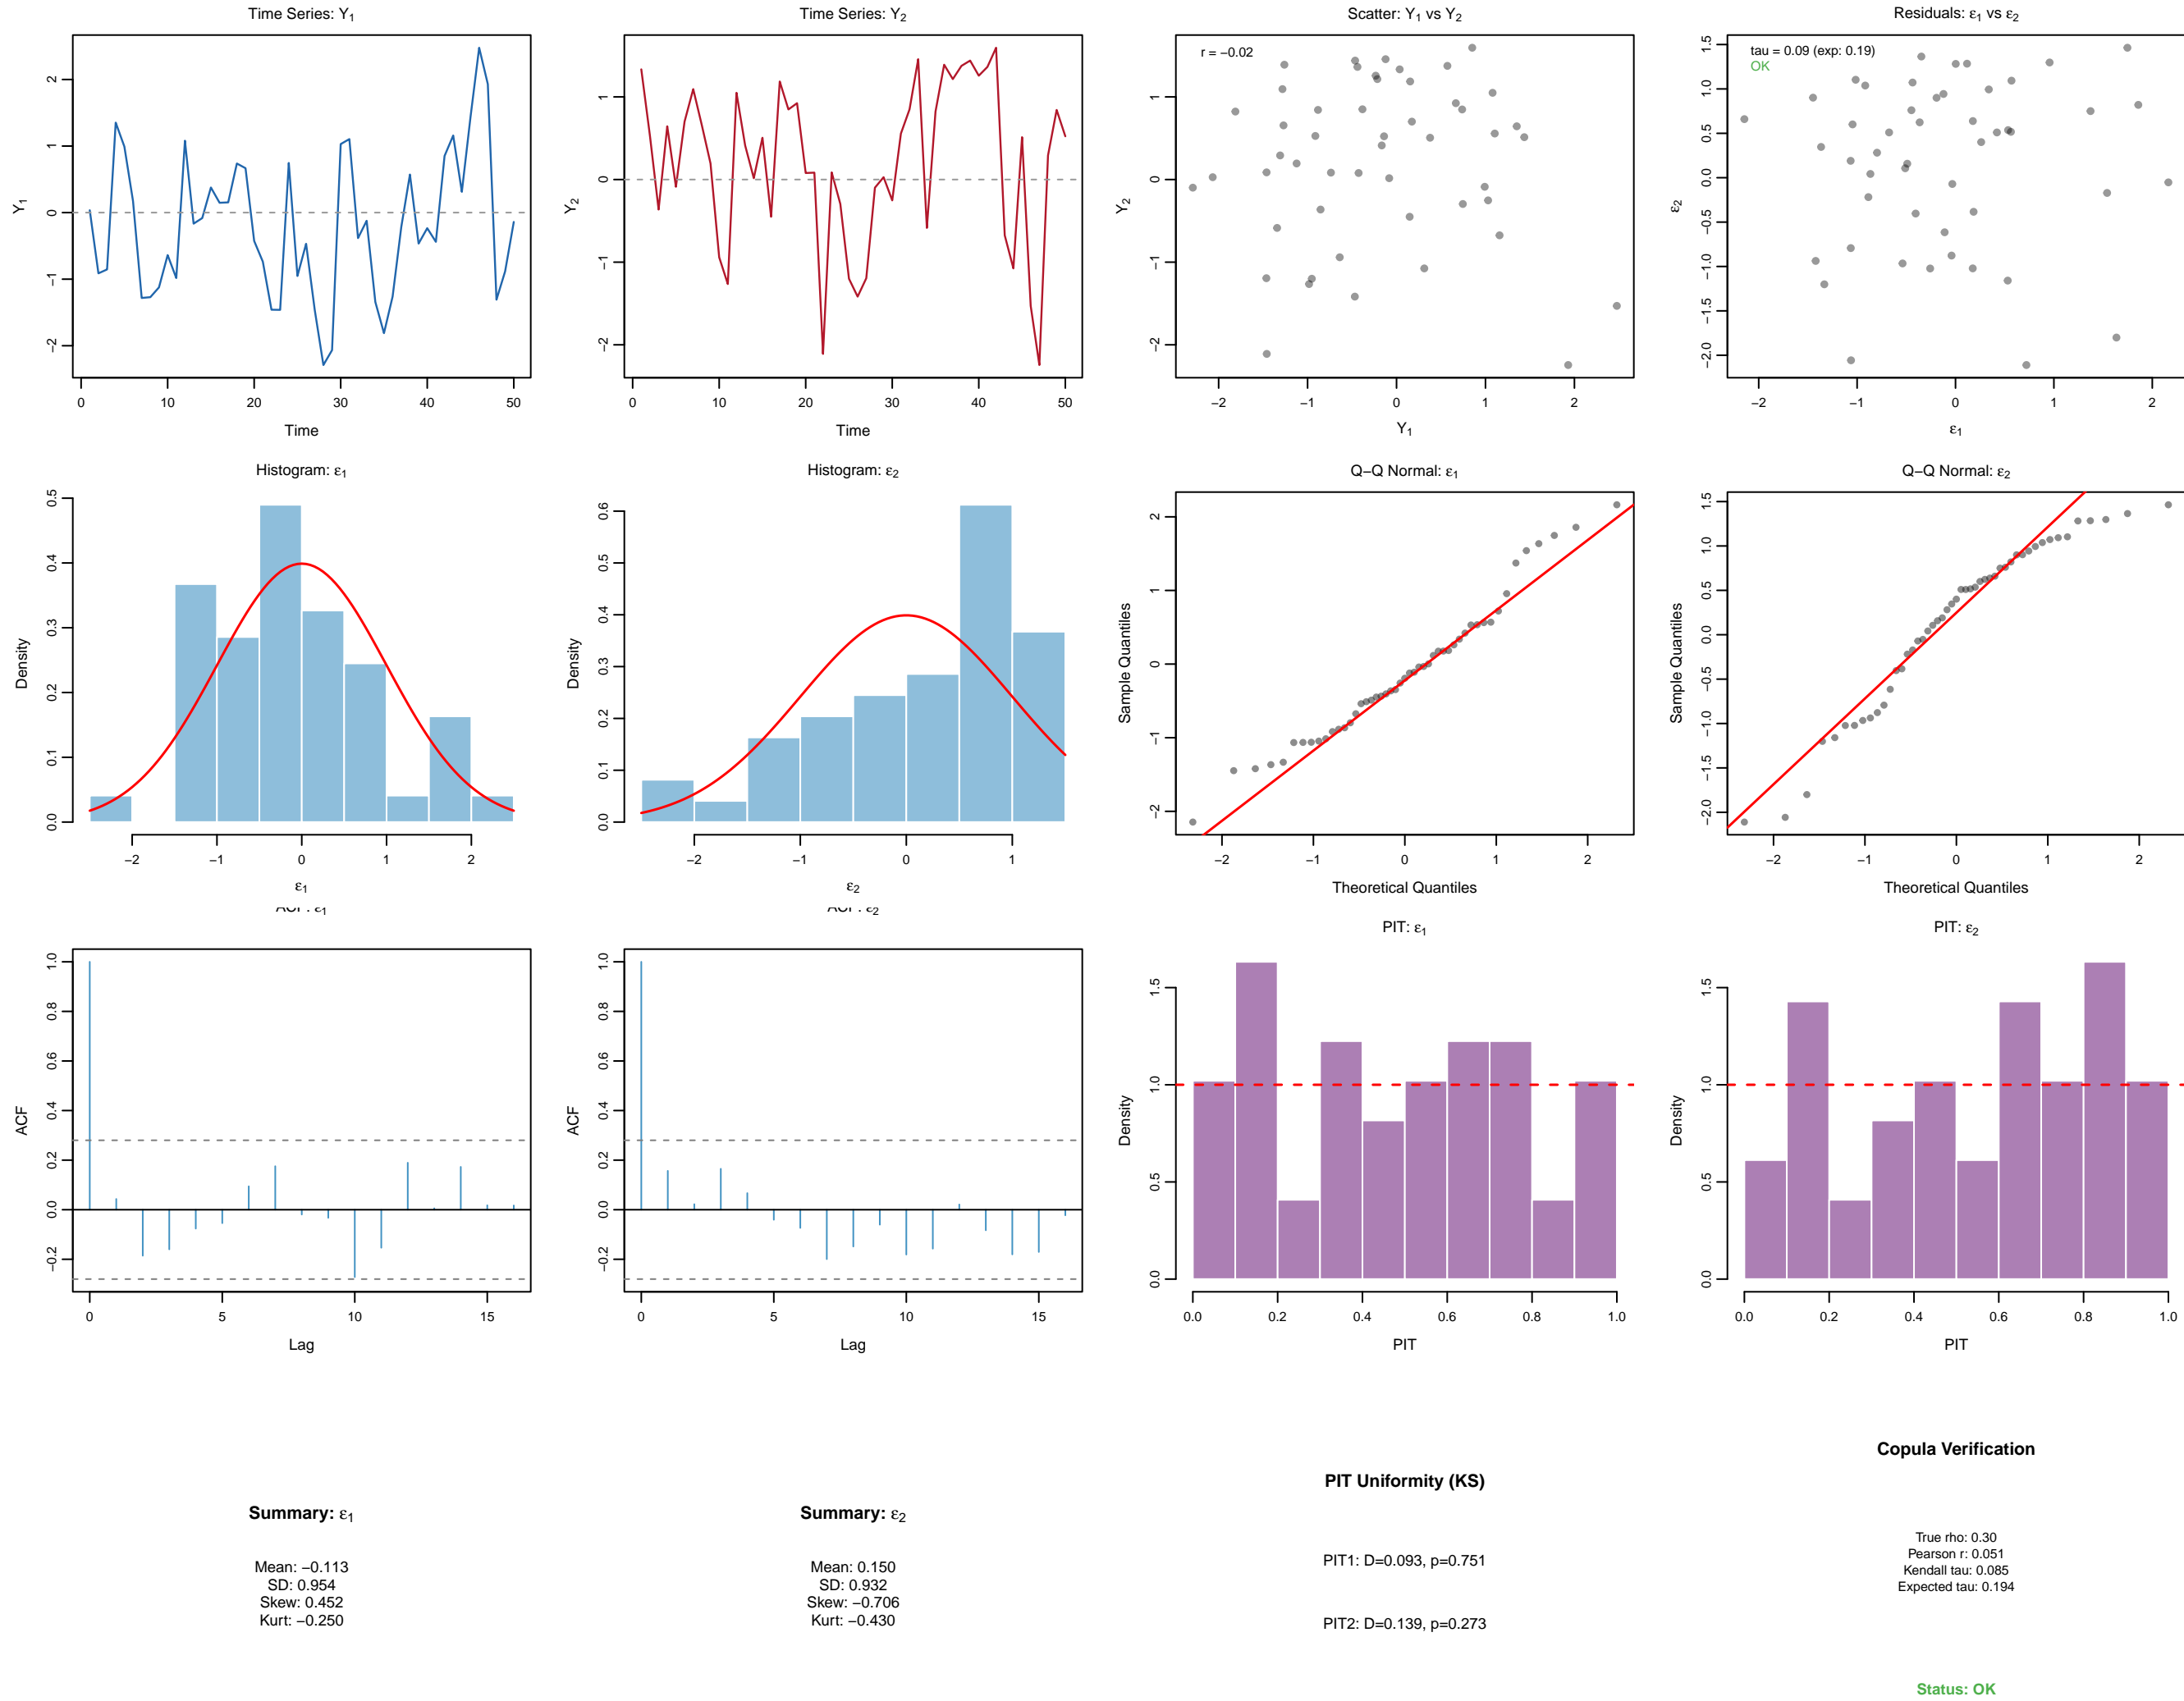 Time Series: Y1
2
1
0
−1
−2
Y1
0 10 20 30 40 50
Time
Time Series: Y2
1
0
−1
−2
Y2
0 10 20 30 40 50
Time
Scatter: Y1 vs Y2
r = −0.02
1
0
−1
−2
Y2
−2 −1 0 1 2
Y1
Residuals: ε1 vs ε2
tau = 0.09 (exp: 0.19)
OK
1.5
1.0
0.5
0.0
−0.5
−1.0
−1.5
−2.0
ε2
−2 −1 0 1 2
ε1
Histogram: ε1
0.5
0.4
0.3
0.2
0.1
0.0
Density
−2 −1 0 1 2
ε1
Histogram: ε2
0.6
0.5
0.4
0.3
0.2
0.1
0.0
Density
−2 −1 0 1
ε2
Q−Q Normal: ε1
2
1
0
−1
−2
Sample Quantiles
−2 −1 0 1 2
Theoretical Quantiles
Q−Q Normal: ε2
1.5
1.0
0.5
0.0
−0.5
−1.0
−1.5
−2.0
Sample Quantiles
−2 −1 0 1 2
Theoretical Quantiles
ACF: ε1
1.0
0.8
0.6
0.4
0.2
0.0
−0.2
ACF
0 5 10 15
Lag
ACF: ε2
1.0
0.8
0.6
0.4
0.2
0.0
−0.2
ACF
0 5 10 15
Lag
PIT: ε1
1.5
1.0
0.5
0.0
Density
0.0 0.2 0.4 0.6 0.8 1.0
PIT
PIT: ε2
1.5
1.0
0.5
0.0
Density
0.0 0.2 0.4 0.6 0.8 1.0
PIT
Summary: ε1
Mean: −0.113
SD: 0.954
Skew: 0.452
Kurt: −0.250
Summary: ε2
Mean: 0.150
SD: 0.932
Skew: −0.706
Kurt: −0.430
PIT Uniformity (KS)
PIT1: D=0.093, p=0.751
PIT2: D=0.139, p=0.273
Copula Verification
True rho: 0.30
Pearson r: 0.051
Kendall tau: 0.085
Expected tau: 0.194
Status: OK